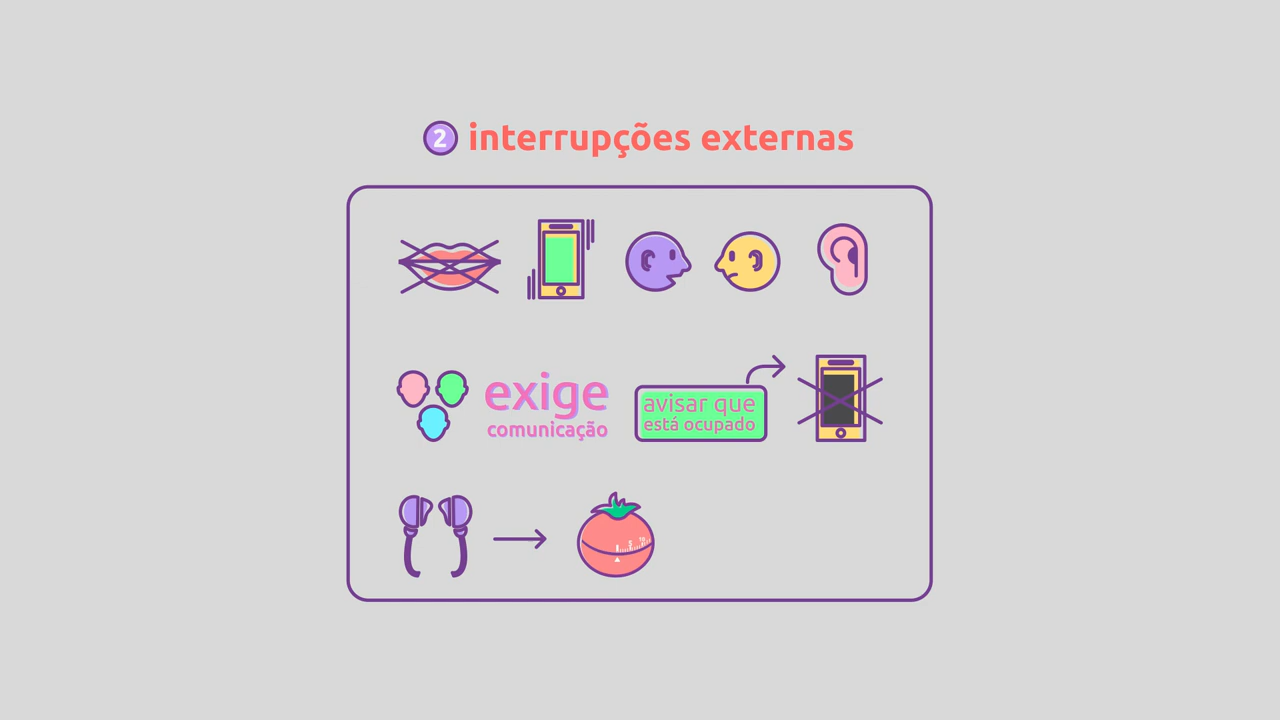 2 interrupções externas
exige
comunicação
avisar que
está ocupado